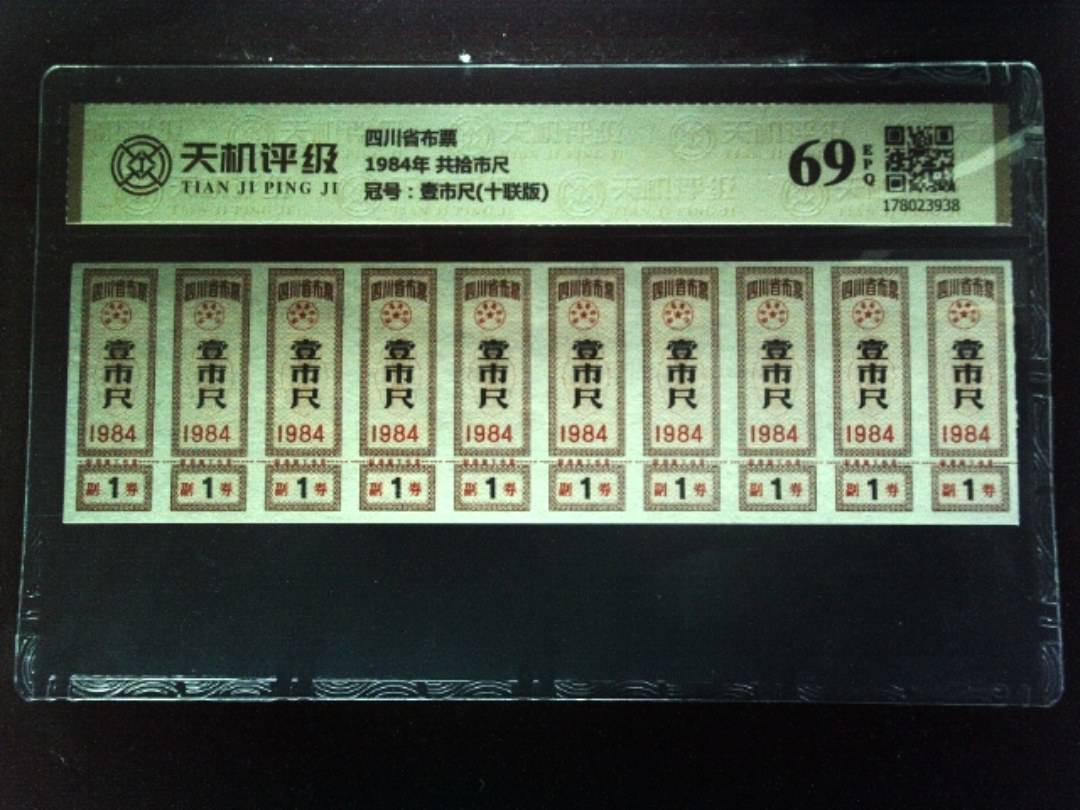 天机评级
TIAN JI PING JI
四川省布票
1984年 共拾市尺
冠号：壹市尺(十联版)
69 EPQ
178023938
四川省布票 四川省布票 四川省布票 四川省布票 四川省布票 四川省布票 四川省布票 四川省布票 四川省布票 四川省布票
壹市尺 壹市尺 壹市尺 壹市尺 壹市尺 壹市尺 壹市尺 壹市尺 壹市尺 壹市尺
1984 1984 1984 1984 1984 1984 1984 1984 1984 1984
副1券 副1券 副1券 副1券 副1券 副1券 副1券 副1券 副1券 副1券